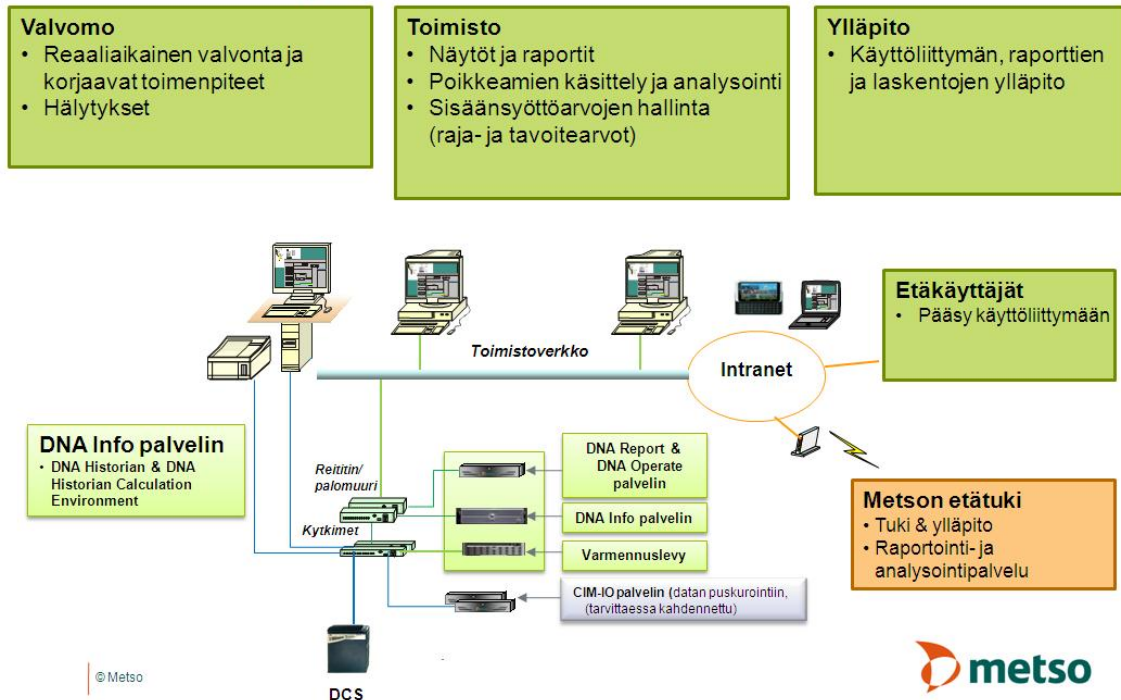 Valvomo
• Reaaliaikainen valvonta ja
korjaavat toimenpiteet
• Hälytykset
Toimisto
• Näytöt ja raportit
• Poikkeamien käsittely ja analysointi
• Sisäänsyöttöarvojen hallinta
(raja- ja tavoitearvot)
Ylläpito
• Käyttöliittymän, raporttien
ja laskentojen ylläpito
Etäkäyttäjät
• Pääsy käyttöliittymään
Toimistoverkko
Intranet
DNA Info palvelin
• DNA Historian & DNA
Historian Calculation
Environment
Reititin/
palomuuri
Kytkimet
DNA Report &
DNA Operate
palvelin
DNA Info palvelin
Varmennuslevy
CIM-IO palvelin (datan puskurointiin,
(tarvittaessa kahdennettu)
Metson etätuki
• Tuki & ylläpito
• Raportointi- ja
analysointipalvelu
DCS
© Metso
metso